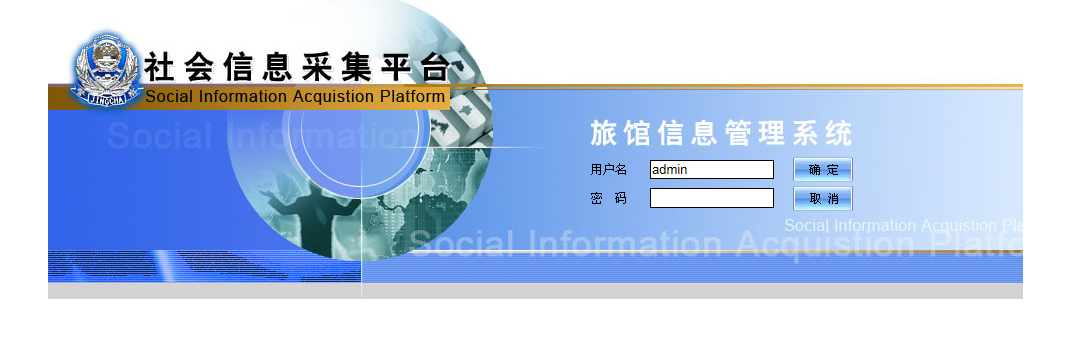 社会信息采集平台
JINGCHA
Social Information Acquistion Platform
Social Information
旅馆信息管理系统
用户名 admin 确 定
密 码 取 消
Social Information Acquistion Pla
Social Information Acquistion Platfo